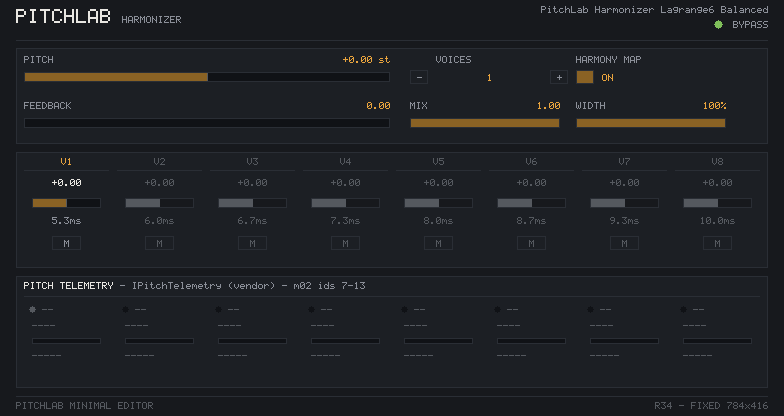 PITCHLAB HARMONIZER
PitchLab Harmonizer La9ran9e6 Balanced
BYPASS
PITCH +0.00 st VOICES HARMONY MAP
− 1 + ON
FEEDBACK 0.00 MIX 1.00 WIDTH 100%
V1 V2 V3 V4 V5 V6 V7 V8
+0.00 +0.00 +0.00 +0.00 +0.00 +0.00 +0.00 +0.00
5.3ms 6.0ms 6.7ms 7.3ms 8.0ms 8.7ms 9.3ms 10.0ms
M M M M M M M M
PITCH TELEMETRY - IPitchTelemetry (vendor) - m02 ids 7-13
-- -- -- -- -- -- -- --
---- ---- ---- ---- ---- ---- ---- ----
----- ----- ----- ----- ----- ----- ----- -----
PITCHLAB MINIMAL EDITOR R34 - FIXED 784x416